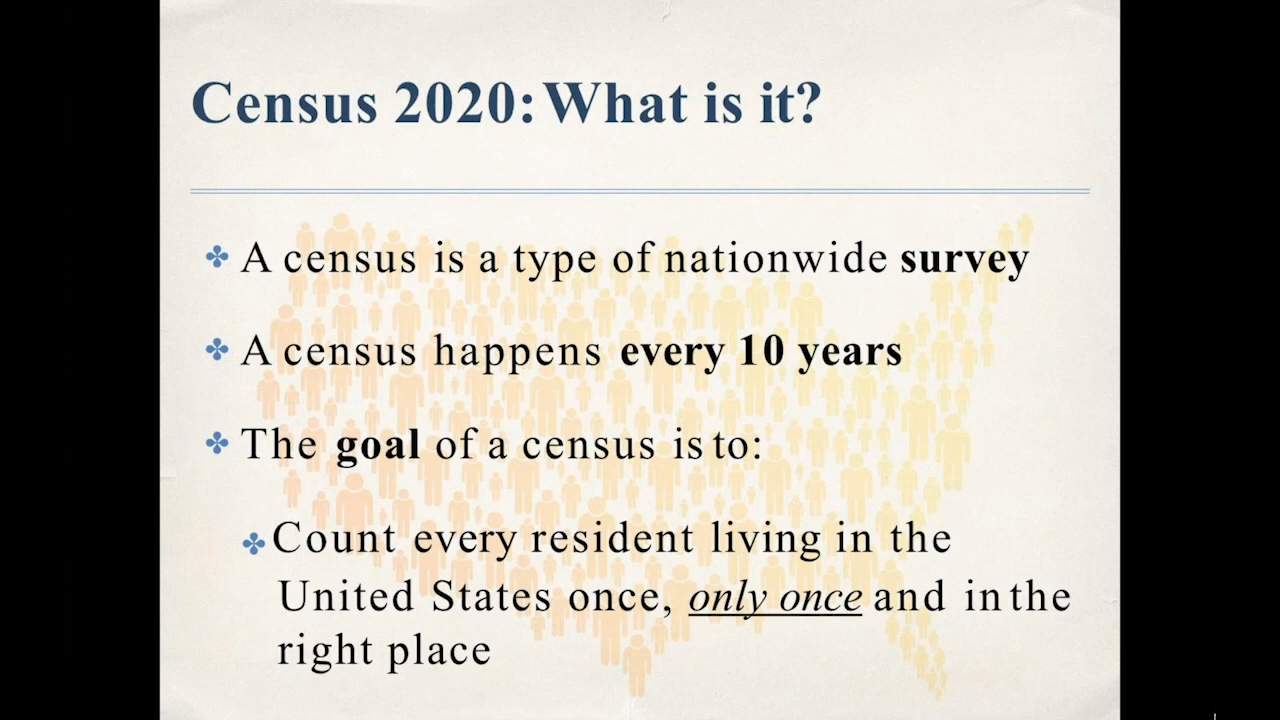 Census 2020: What is it?
A census is a type of nationwide survey
A census happens every 10 years
The goal of a census is to:
Count every resident living in the
United States once, only once and in the
right place